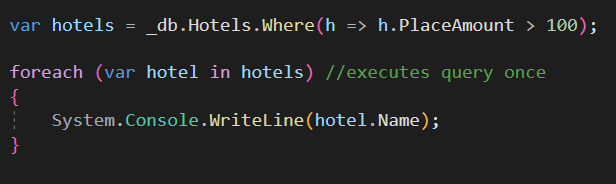 var hotels = _db.Hotels.Where(h => h.PlaceAmount > 100);
foreach (var hotel in hotels) //executes query once
{
System.Console.WriteLine(hotel.Name);
}